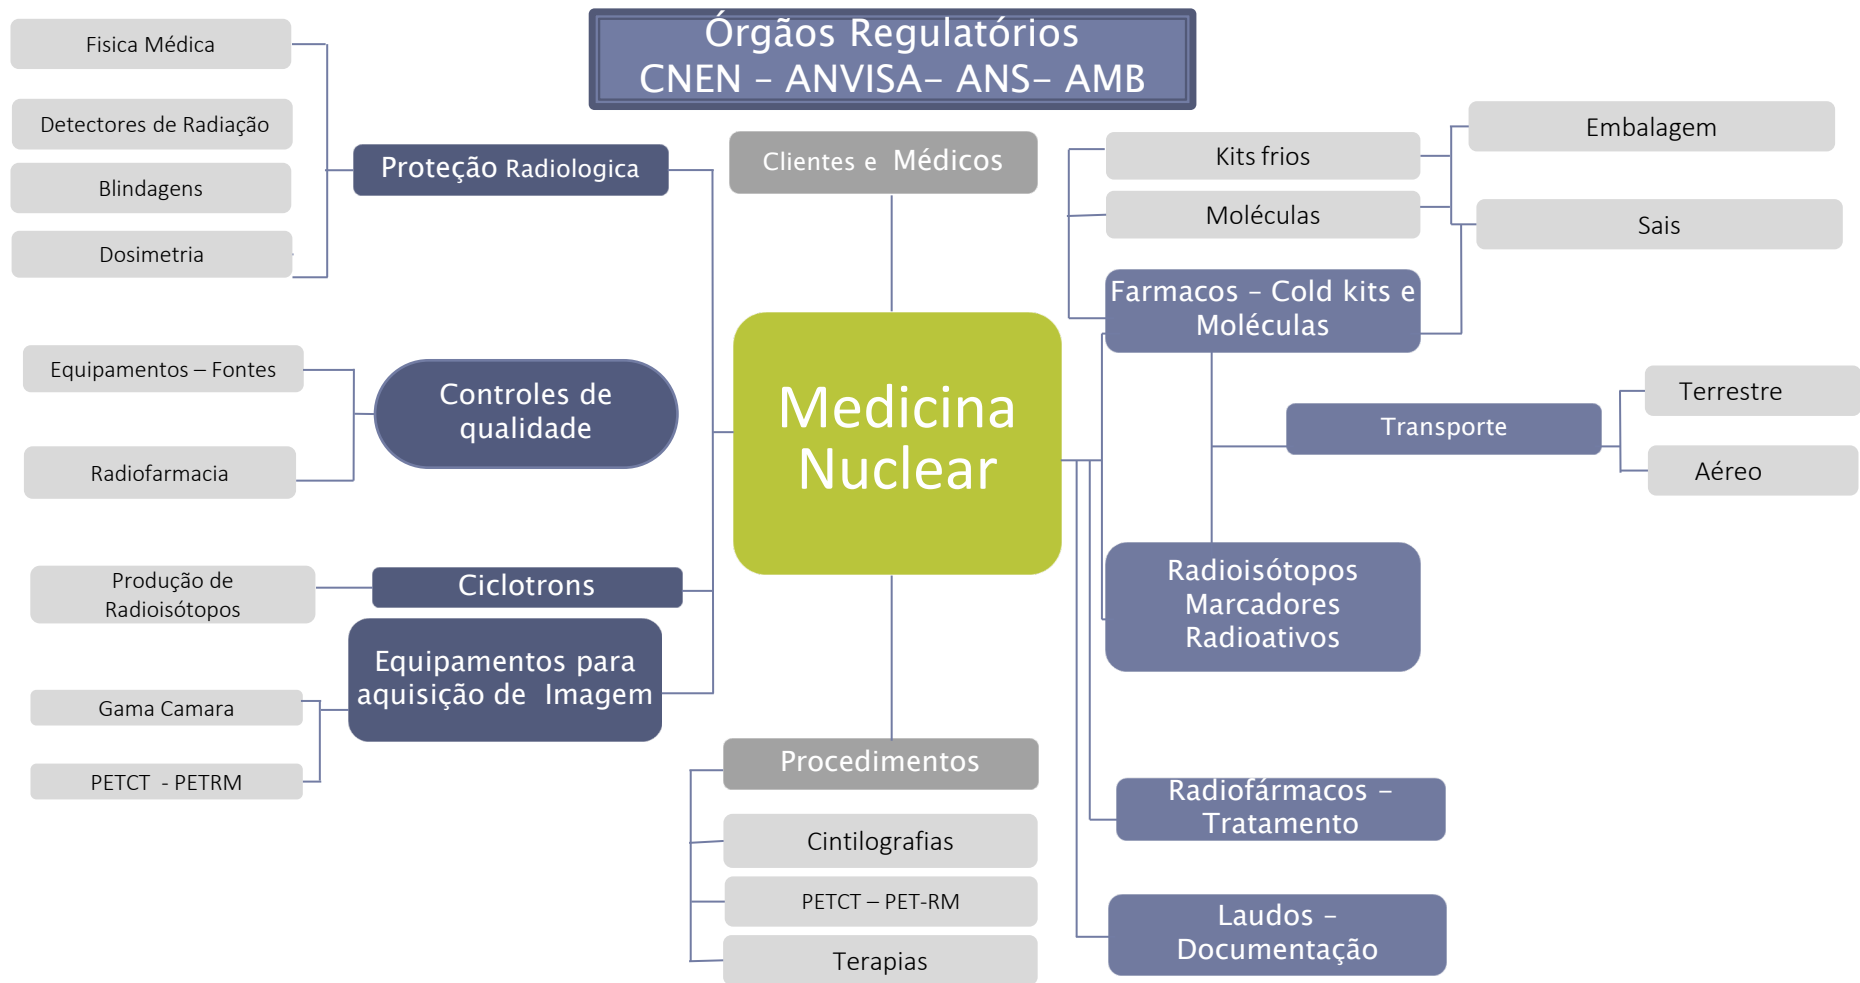 Órgãos Regulatórios
CNEN – ANVISA– ANS– AMB
Fisica Médica
Detectores de Radiação
Blindagens
Dosimetria
Proteção Radiologica
Equipamentos – Fontes
Radiofarmacia
Controles de
qualidade
Produção de
Radioisótopos
Ciclotrons
Equipamentos para
aquisição de Imagem
Gama Camara
PETCT - PETRM
Clientes e Médicos
Medicina
Nuclear
Procedimentos
Cintilografias
PETCT – PET-RM
Terapias
Kits frios
Moléculas
Embalagem
Sais
Farmacos – Cold kits e
Moléculas
Transporte
Terrestre
Aéreo
Radioisótopos
Marcadores
Radioativos
Radiofármacos –
Tratamento
Laudos –
Documentação